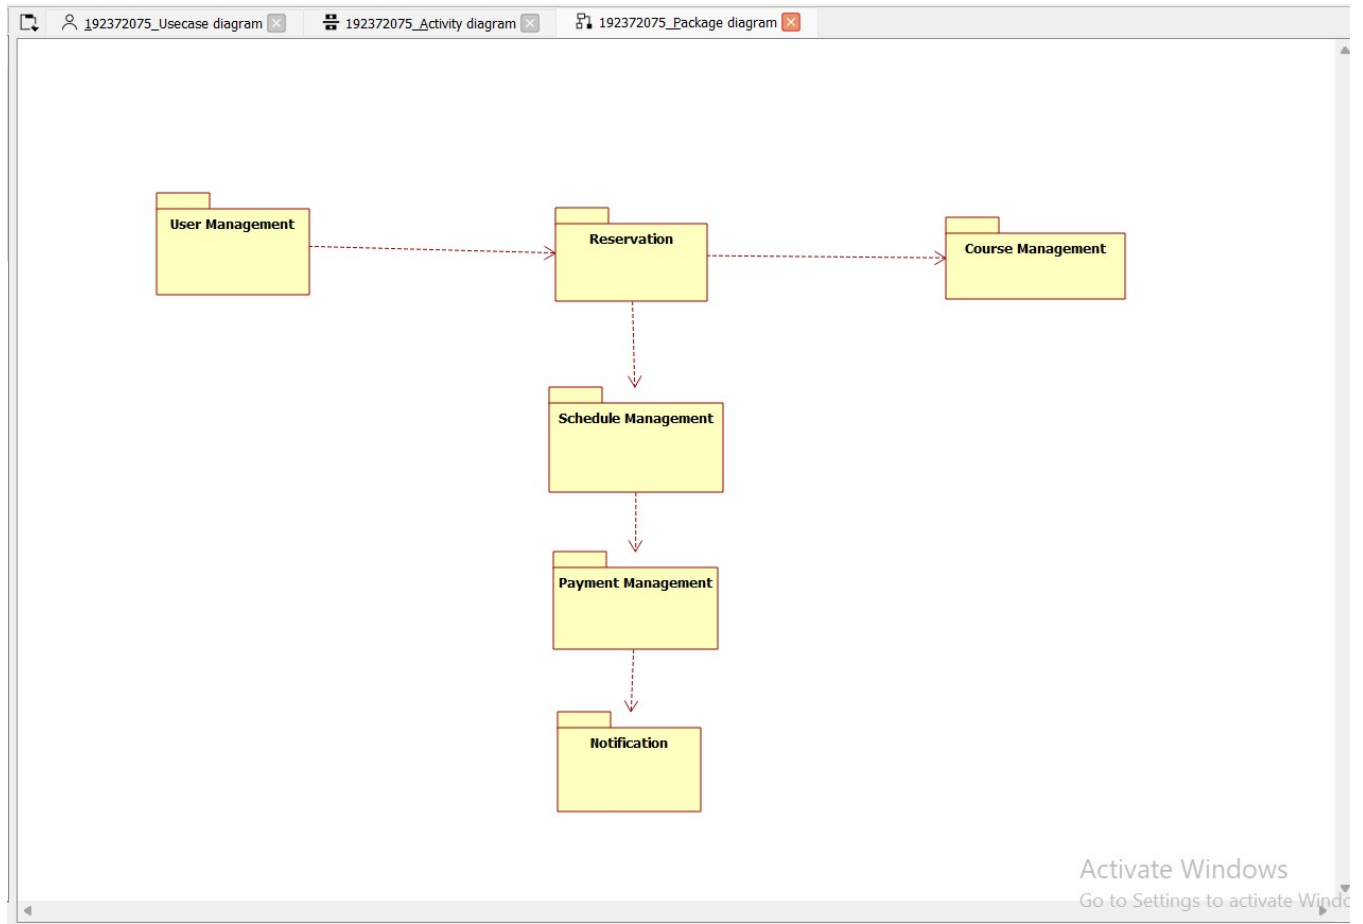 192372075_Usecase diagram
192372075_Activity diagram
192372075_Package diagram
User Management
Reservation
Course Management
Schedule Management
Payment Management
Notification
Activate Windows
Go to Settings to activate Windo